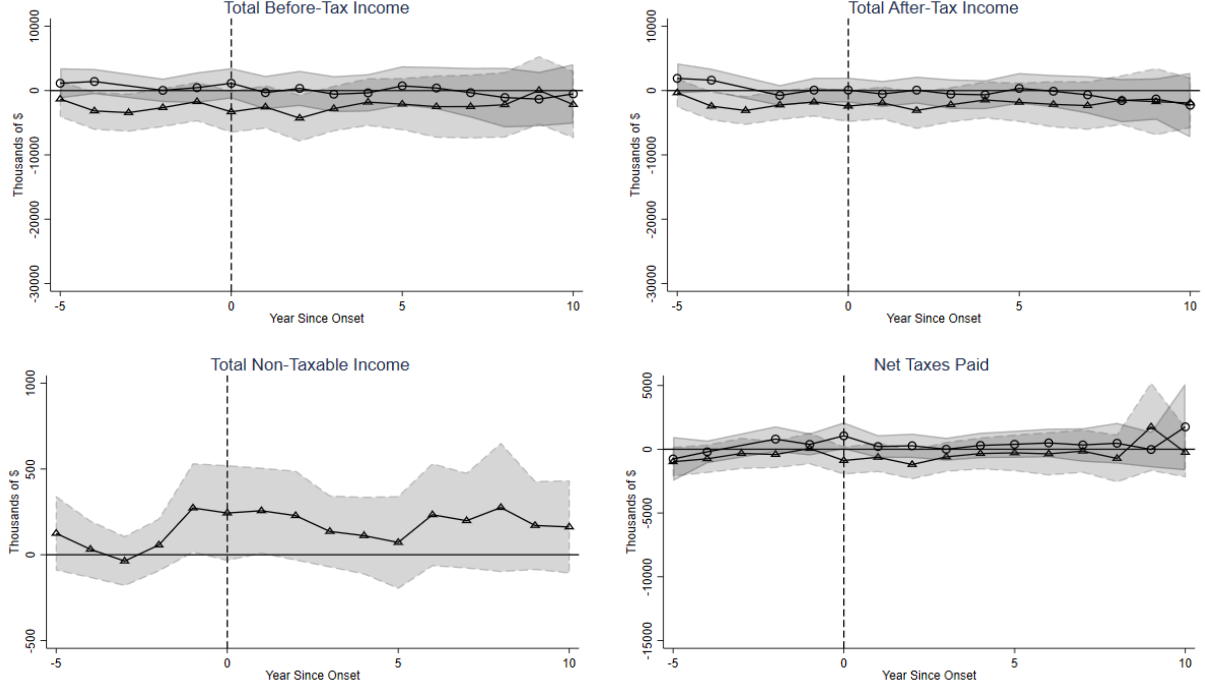 Total Before-Tax Income
Thousands of $
10000
0
-10000
-20000
-30000
-5
0
5
10
Year Since Onset
Total After-Tax Income
Thousands of $
10000
0
-10000
-20000
-30000
-5
0
5
10
Year Since Onset
Total Non-Taxable Income
Thousands of $
1000
500
0
-500
-5
0
5
10
Year Since Onset
Net Taxes Paid
Thousands of $
5000
0
-5000
-10000
-15000
-5
0
5
10
Year Since Onset